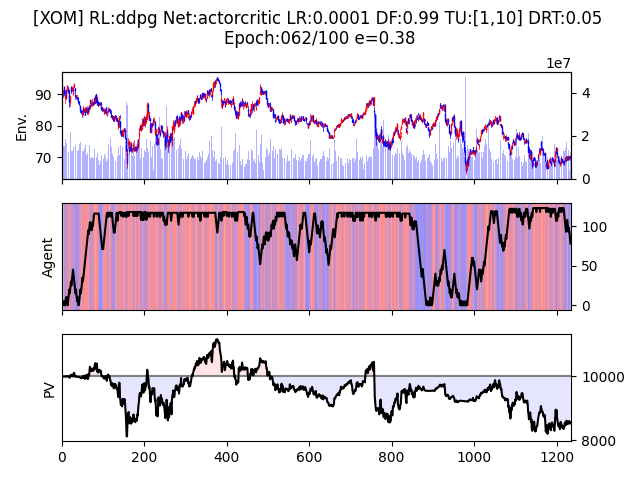 [XOM] RL:ddpg Net:actorcritic LR:0.0001 DF:0.99 TU:[1,10] DRT:0.05
Epoch:062/100 e=0.38
1e7
Env.
90
80
70
4
2
0
Agent
100
50
0
PV
10000
8000
0 200 400 600 800 1000 1200